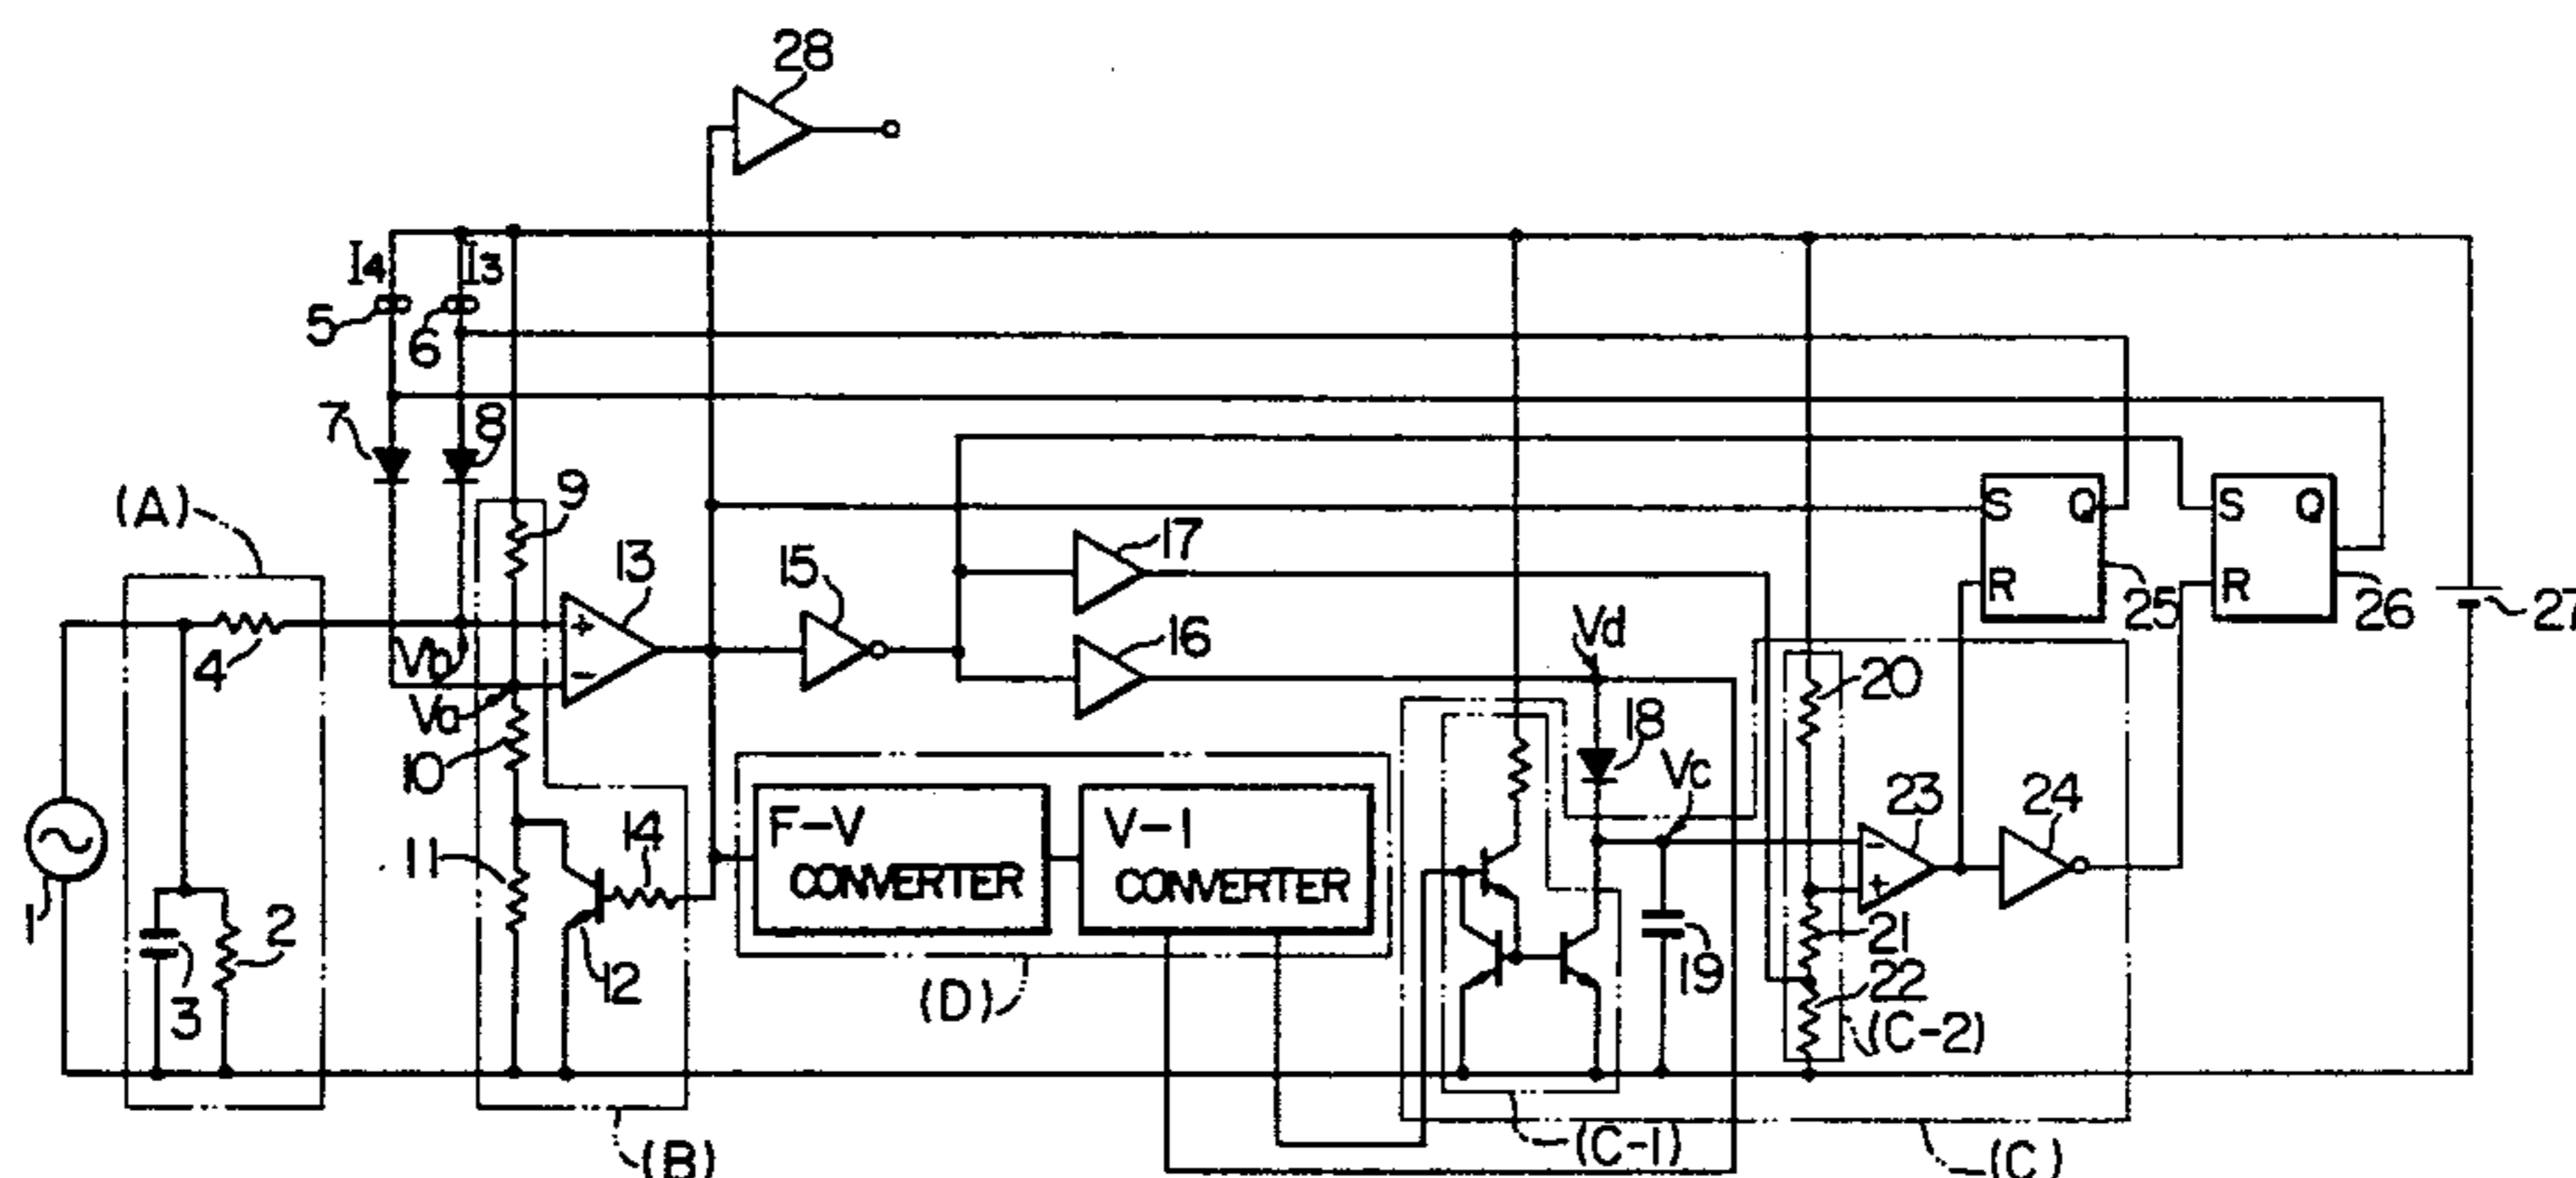 28
I4
I3
5
6
7
8
(A)
9
13
15
17
S
Q
S
Q
R
25
R
26
27
4
Vb
Va
16
Vd
20
10
18
Vc
1
11
14
F-V
CONVERTER
V-I
CONVERTER
23
24
3
2
12
(D)
19
21
22
(C-2)
(B)
(C-1)
(C)